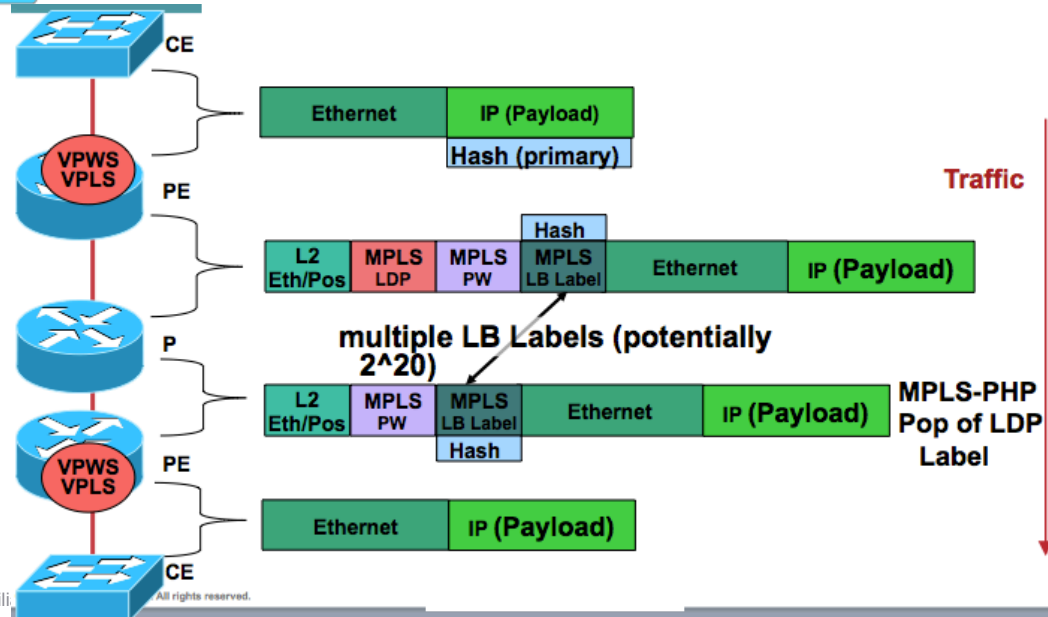 CE
Ethernet
IP (Payload)
Hash (primary)
VPWS
VPLS
PE
Traffic
Hash
L2
Eth/Pos
MPLS
LDP
MPLS
PW
MPLS
LB Label
Ethernet
IP (Payload)
multiple LB Labels (potentially
2^20)
P
L2
Eth/Pos
MPLS
PW
MPLS
LB Label
Ethernet
IP (Payload)
Hash
MPLS-PHP
Pop of LDP
Label
VPWS
VPLS
PE
Ethernet
IP (Payload)
CE
All rights reserved.